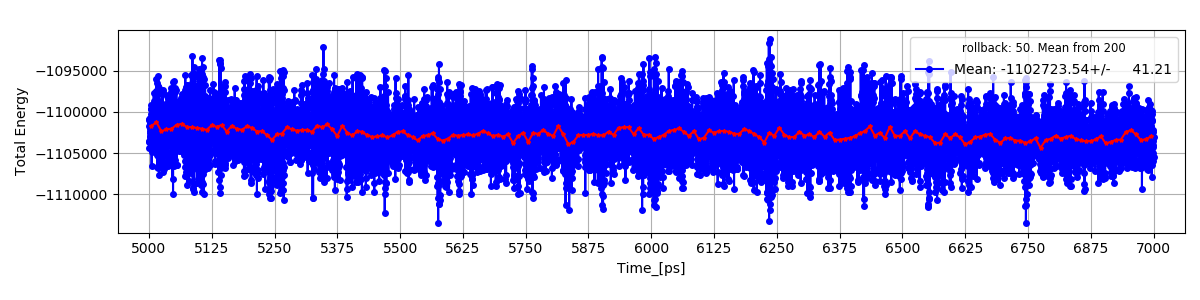 rollback: 50. Mean from 200
Mean: -1102723.54+/- 41.21
Total Energy
−1095000
−1100000
−1105000
−1110000
5000 5125 5250 5375 5500 5625 5750 5875 6000 6125 6250 6375 6500 6625 6750 6875 7000
Time_[ps]